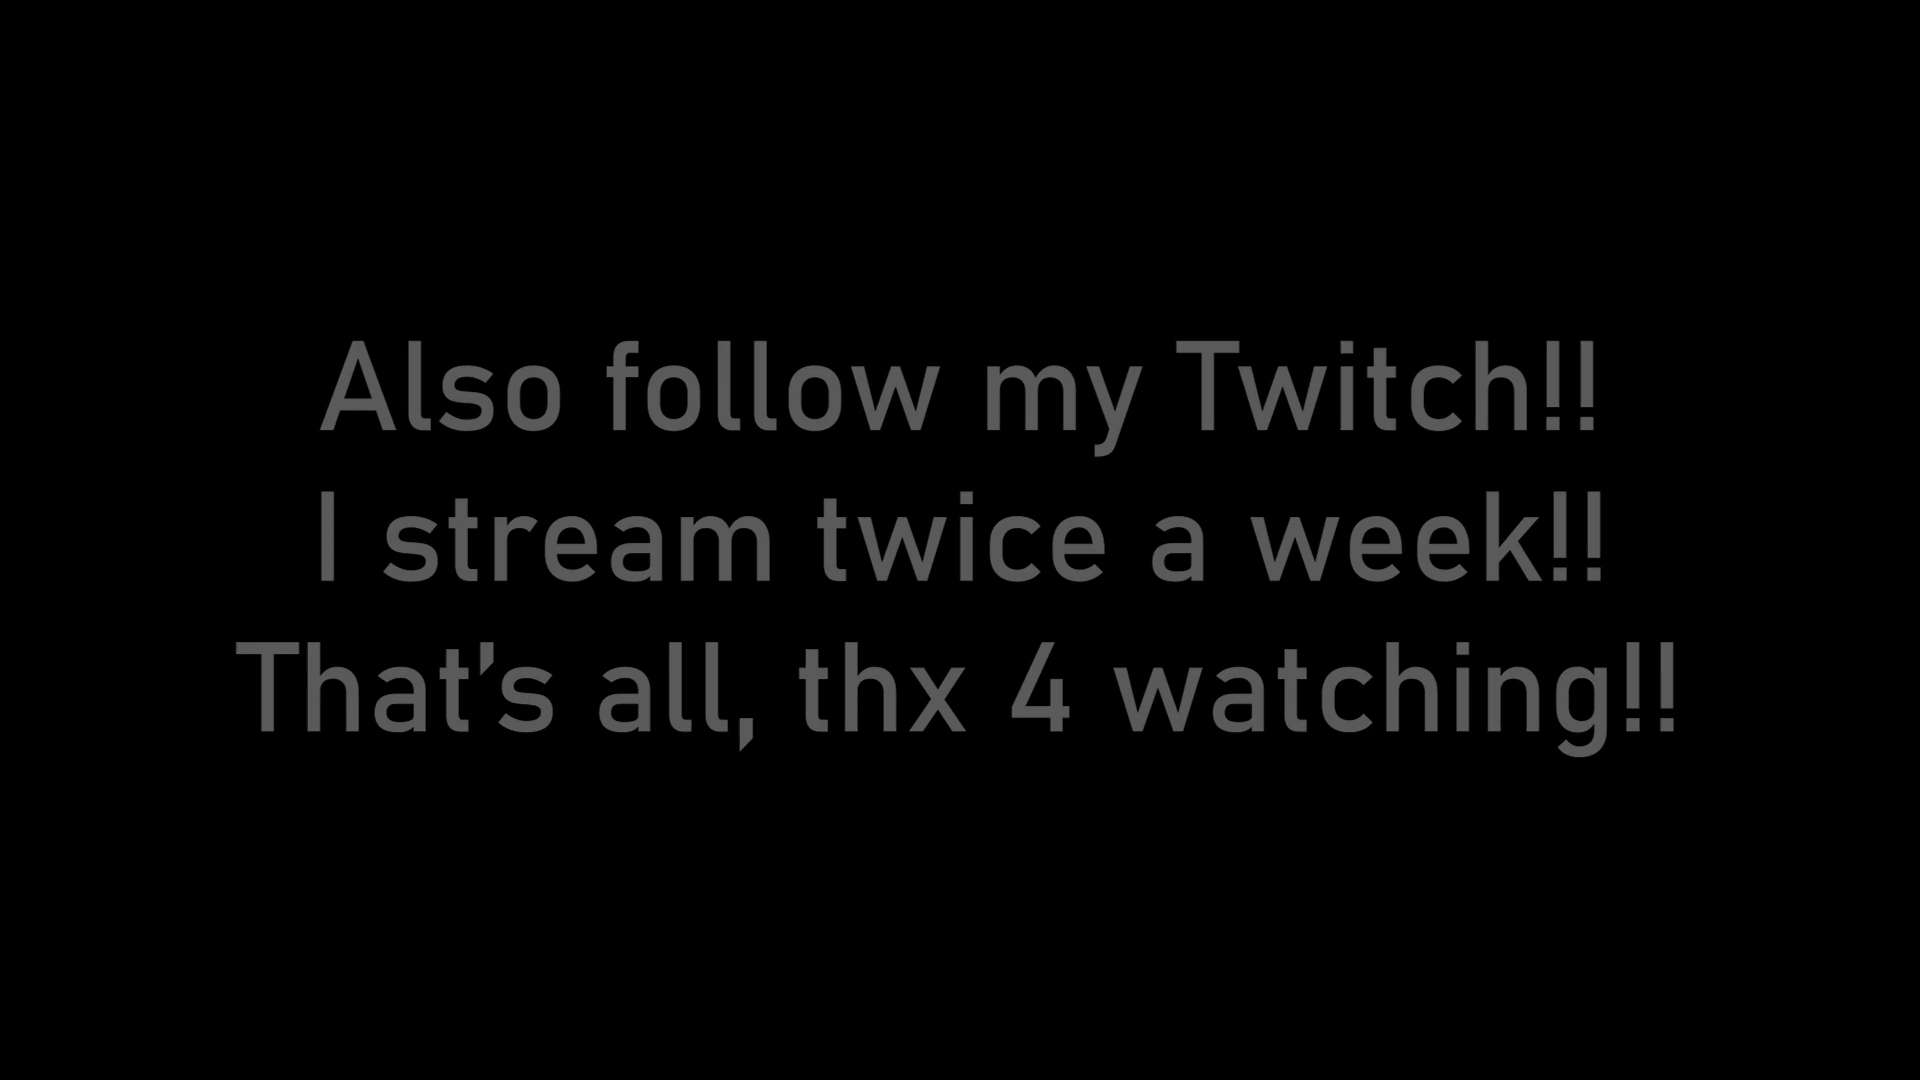 Also follow my Twitch!!
I stream twice a week!!
That’s all, thx 4 watching!!